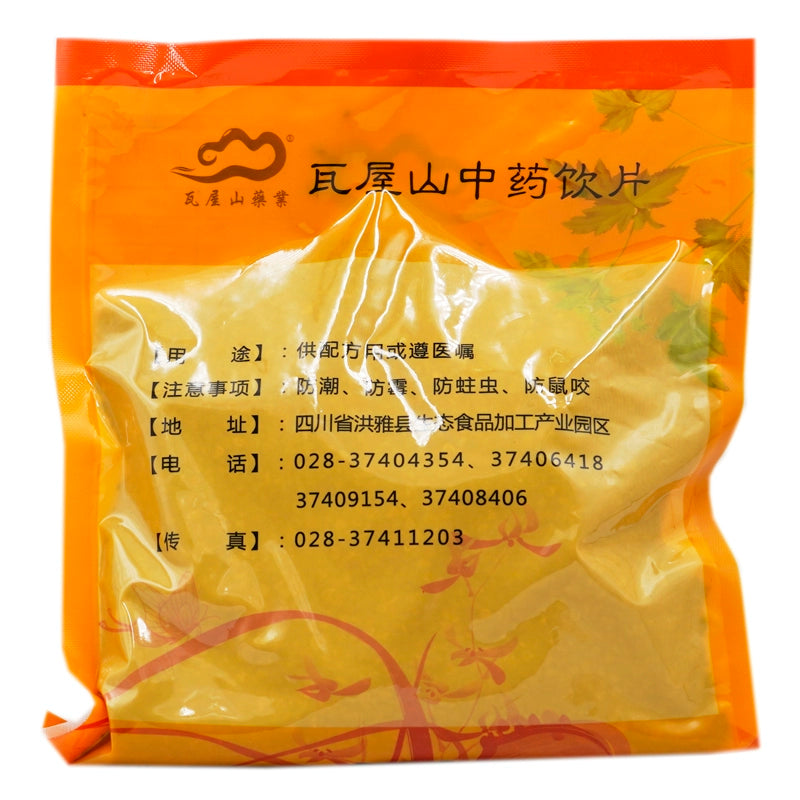 瓦屋山藥業®
瓦屋山中药饮片
【用 途】：供配方用或遵医嘱
【注意事项】：防潮、防霉、防蛀虫、防鼠咬
【地 址】：四川省洪雅县生态食品加工产业园区
【电 话】：028-37404354、37406418
37409154、37408406
【传 真】：028-37411203